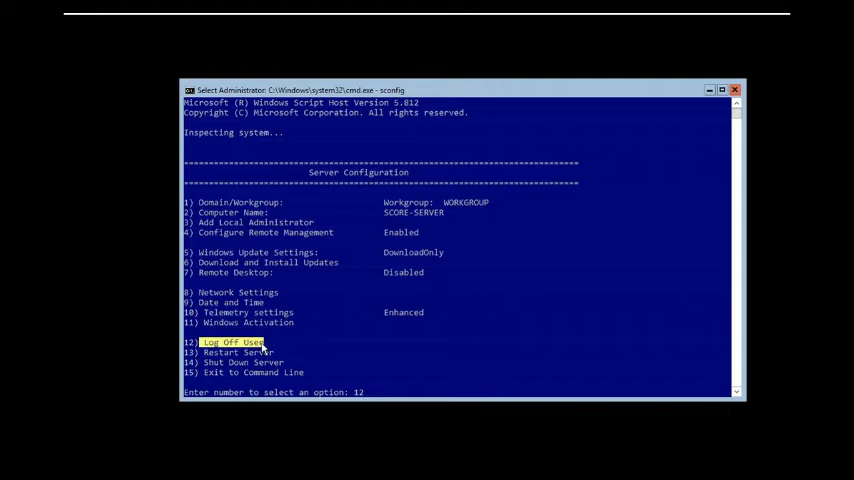 Select Administrator: C:\Windows\system32\cmd.exe - sconfig
Microsoft (R) Windows Script Host Version 5.812
Copyright (C) Microsoft Corporation. All rights reserved.
Inspecting system...
===============================================================================
Server Configuration
===============================================================================
1) Domain/Workgroup: Workgroup: WORKGROUP
2) Computer Name: SCORE-SERVER
3) Add Local Administrator
4) Configure Remote Management Enabled
5) Windows Update Settings: DownloadOnly
6) Download and Install Updates
7) Remote Desktop: Disabled
8) Network Settings
9) Date and Time
10) Telemetry settings Enhanced
11) Windows Activation
12) Log Off User
13) Restart Server
14) Shut Down Server
15) Exit to Command Line
Enter number to select an option: 12